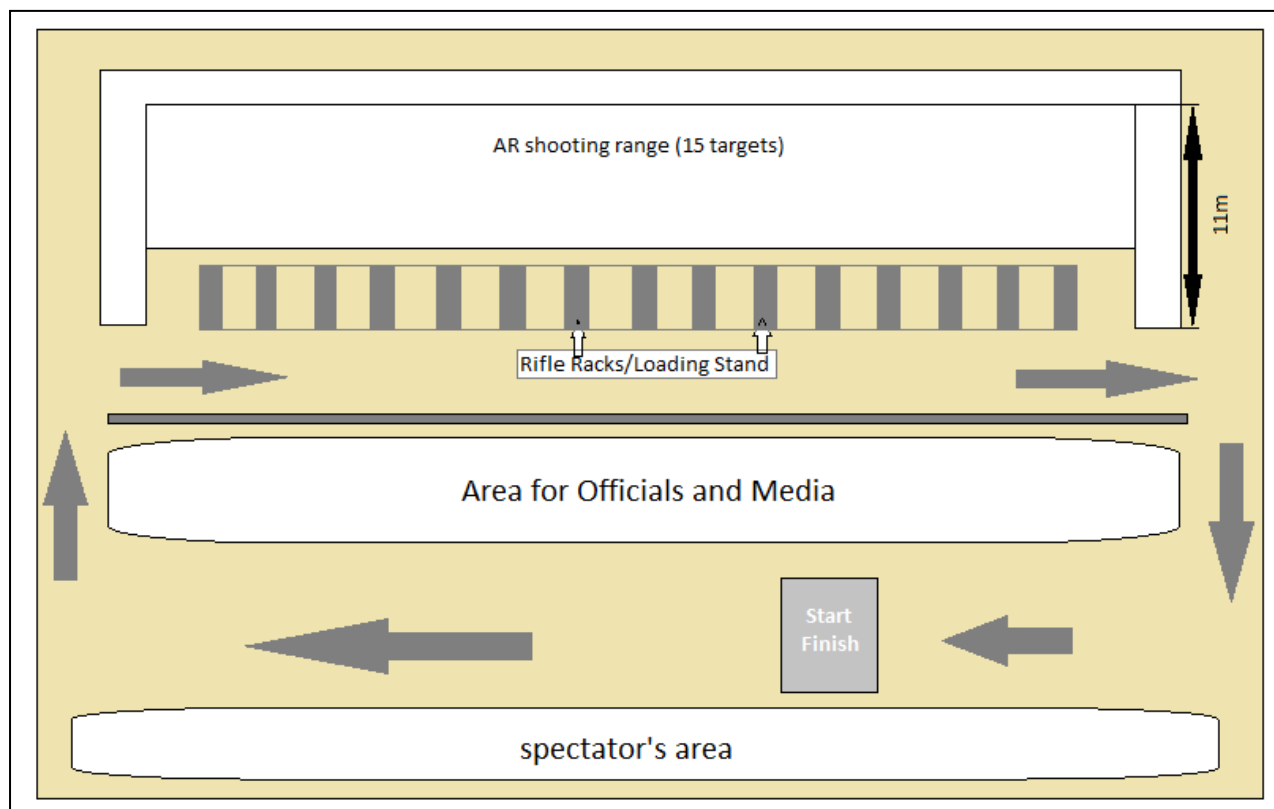 AR shooting range (15 targets)
11m
Rifle Racks/Loading Stand
Area for Officials and Media
Start
Finish
spectator's area